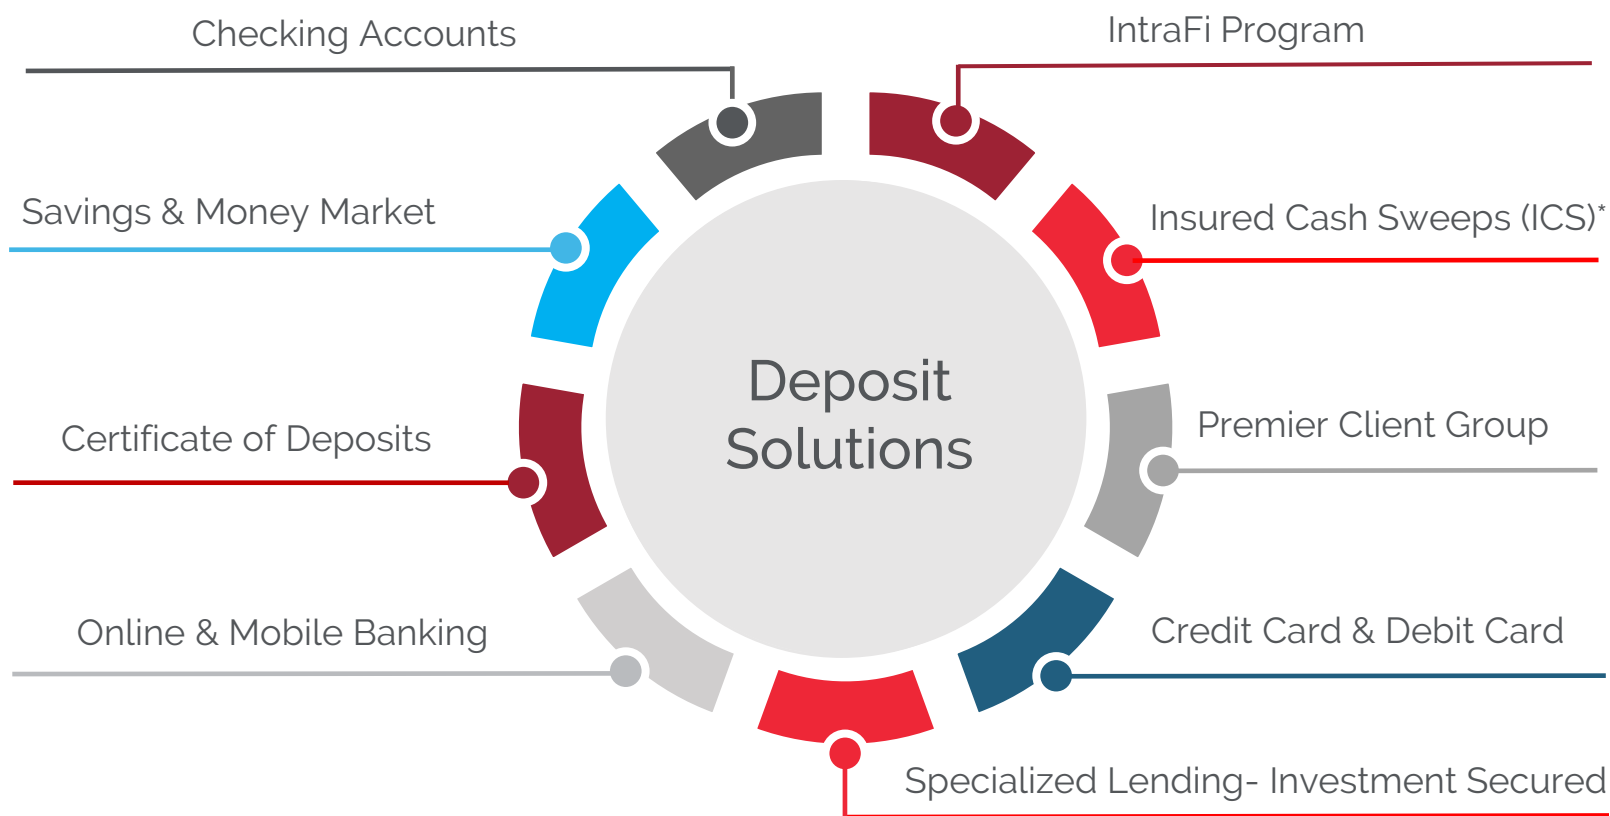 Checking Accounts
IntraFi Program
Savings & Money Market
Insured Cash Sweeps (ICS)*
Deposit
Solutions
Certificate of Deposits
Premier Client Group
Online & Mobile Banking
Credit Card & Debit Card
Specialized Lending- Investment Secured